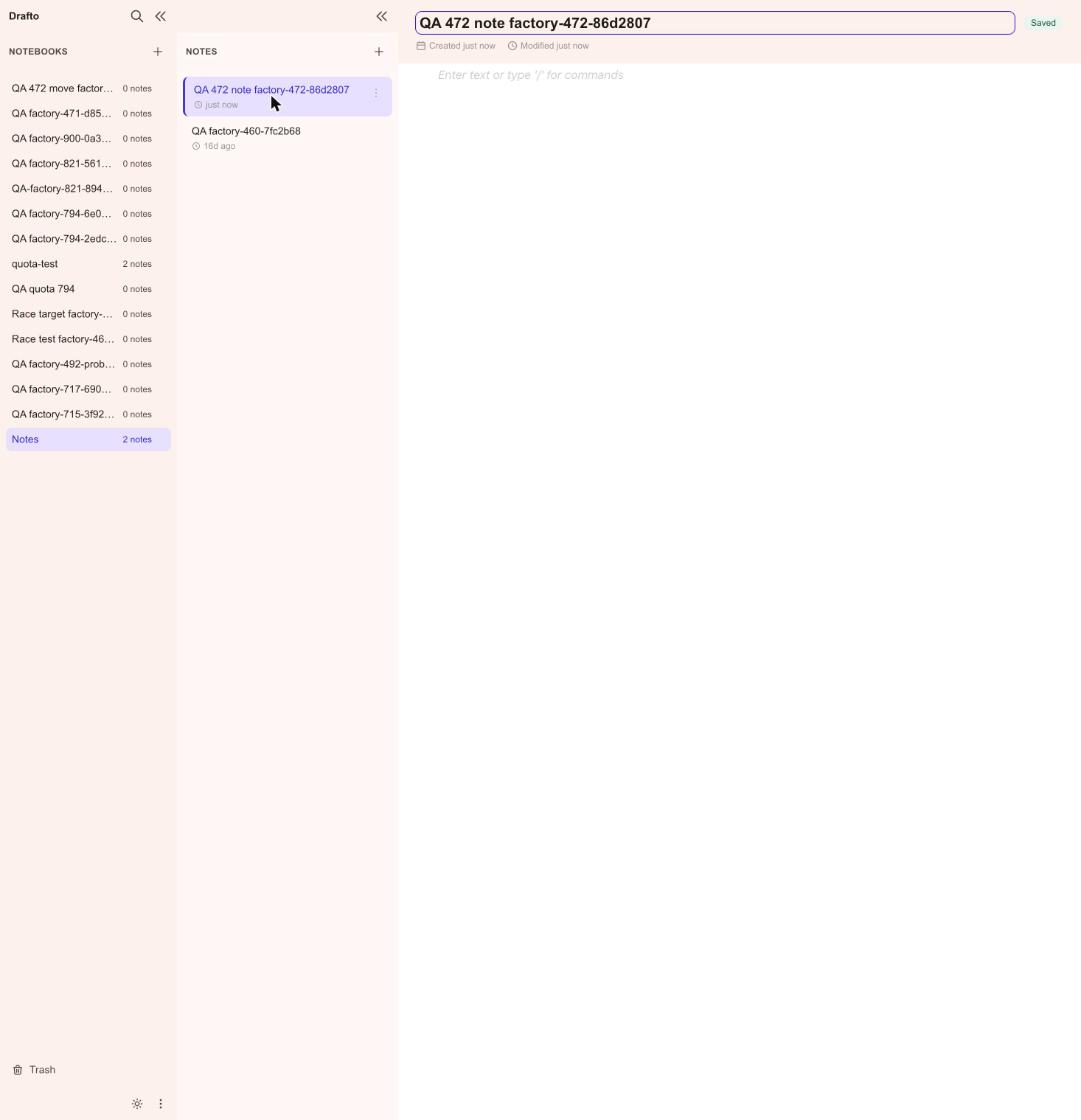 Drafto
NOTEBOOKS
QA 472 move factor... 0 notes
QA factory-471-d85... 0 notes
QA factory-900-0a3... 0 notes
QA factory-821-561... 0 notes
QA-factory-821-894... 0 notes
QA factory-794-6e0... 0 notes
QA factory-794-2edc... 0 notes
quota-test 2 notes
QA quota 794 0 notes
Race target factory-... 0 notes
Race test factory-46... 0 notes
QA factory-492-prob... 0 notes
QA factory-717-690... 0 notes
QA factory-715-3f92... 0 notes
Notes 2 notes
Trash
NOTES
QA 472 note factory-472-86d2807
just now
QA factory-460-7fc2b68
16d ago
QA 472 note factory-472-86d2807
Saved
Created just now Modified just now
Enter text or type '/' for commands